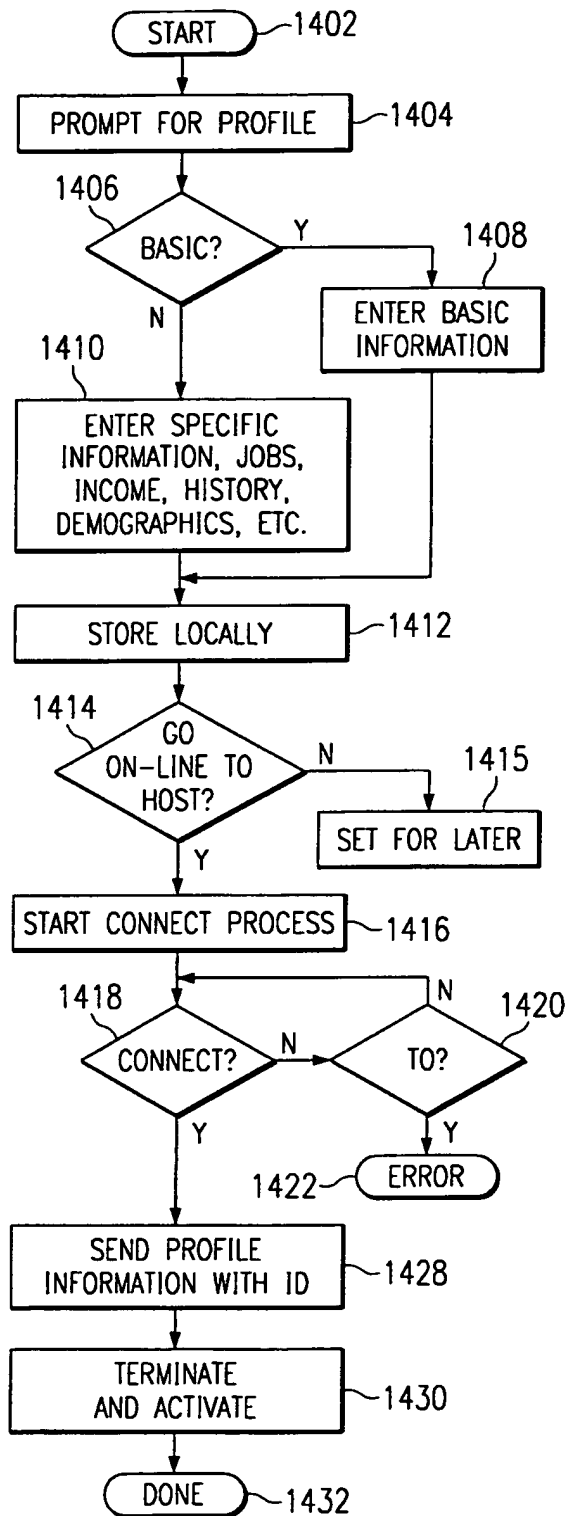 START
1402
PROMPT FOR PROFILE
1404
1406
BASIC?
Y
N
1408
ENTER BASIC
INFORMATION
1410
ENTER SPECIFIC
INFORMATION, JOBS,
INCOME, HISTORY,
DEMOGRAPHICS, ETC.
STORE LOCALLY
1412
1414
GO
ON-LINE TO
HOST?
N
Y
1415
SET FOR LATER
START CONNECT PROCESS
1416
1418
CONNECT?
N
Y
N
1420
TO?
Y
1422
ERROR
SEND PROFILE
INFORMATION WITH ID
1428
TERMINATE
AND ACTIVATE
1430
DONE
1432